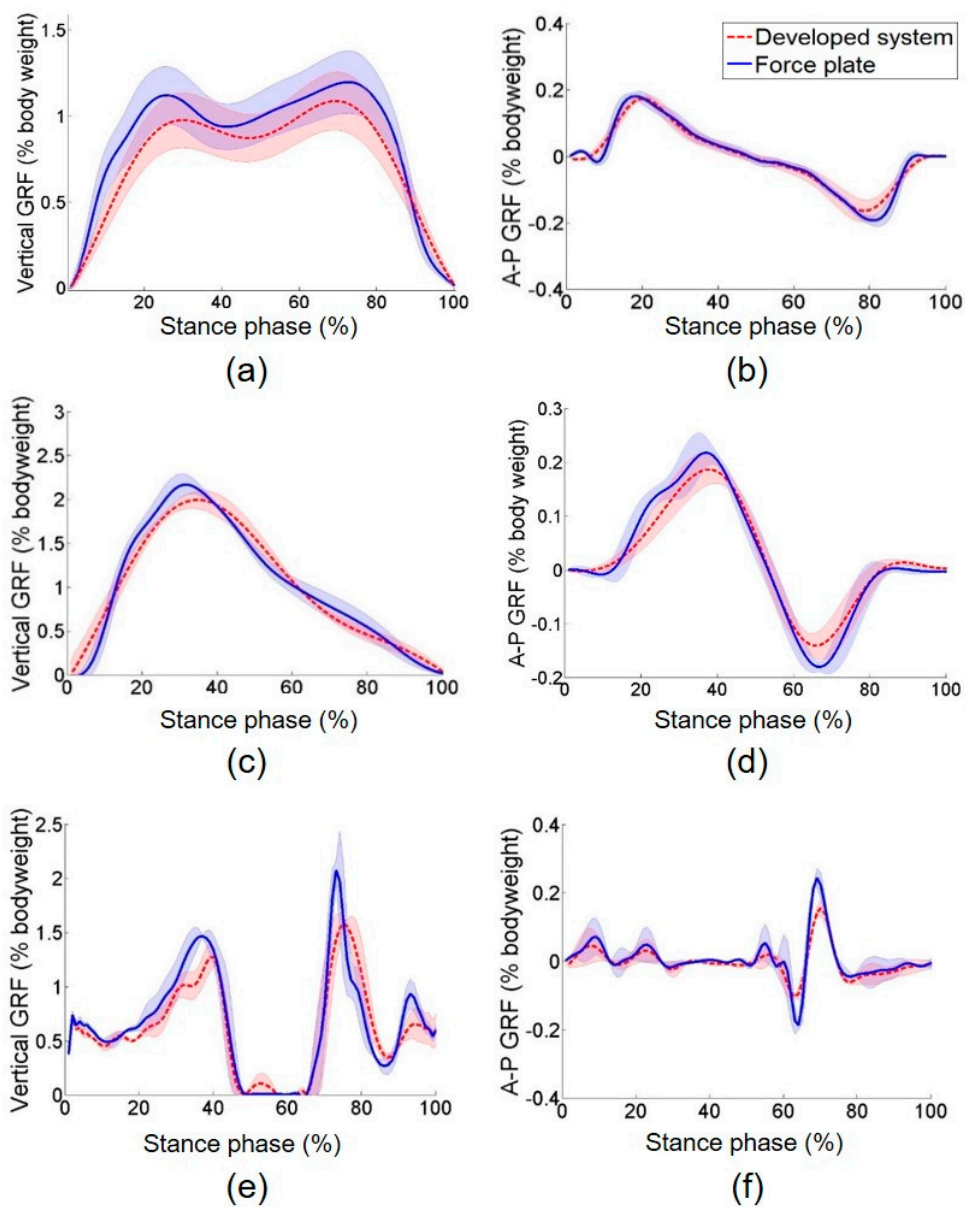 Vertical GRF (% body weight)
1.5
1
0.5
0
20 40 60 80 100
Stance phase (%)
(a)
A-P GRF (% bodyweight)
0.4
0.2
0
-0.2
-0.4
0 20 40 60 80 100
Stance phase (%)
(b)
Developed system
Force plate
Vertical GRF (% bodyweight)
3
2.5
2
1.5
1
0.5
0
0 20 40 60 80 100
Stance phase (%)
(c)
A-P GRF (% body weight)
0.3
0.2
0.1
0
-0.1
-0.2
0 20 40 60 80 100
Stance phase (%)
(d)
Vertical GRF (% bodyweight)
2.5
2
1.5
1
0.5
0
0 20 40 60 80 100
Stance phase (%)
(e)
A-P GRF (% bodyweight)
0.4
0.2
0
-0.2
-0.4
0 20 40 60 80 100
Stance phase (%)
(f)